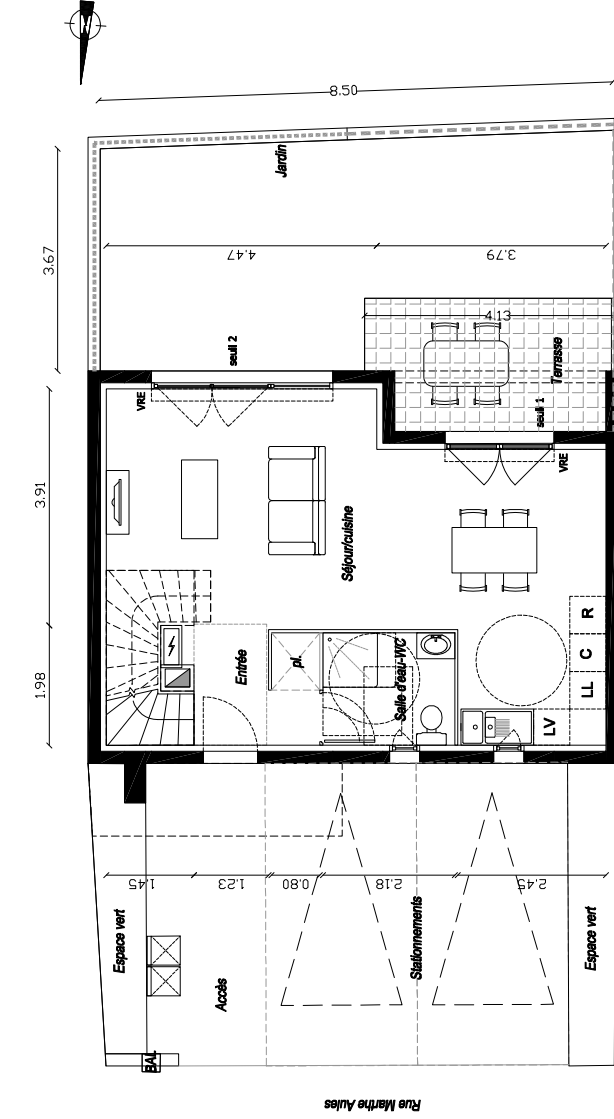 8.50
Jardin
3.67
4.47
3.79
4.13
Terrasse
seuil 2
seuil 1
VRE
VRE
3.91
Séjour/cuisine
1.98
Entrée
pl.
Salle d'eau-WC
R
C
LL
LV
1.45
1.23
0.80
2.18
2.45
Espace vert
Accès
Stationnements
Espace vert
BAL
Rue Marthe Aules